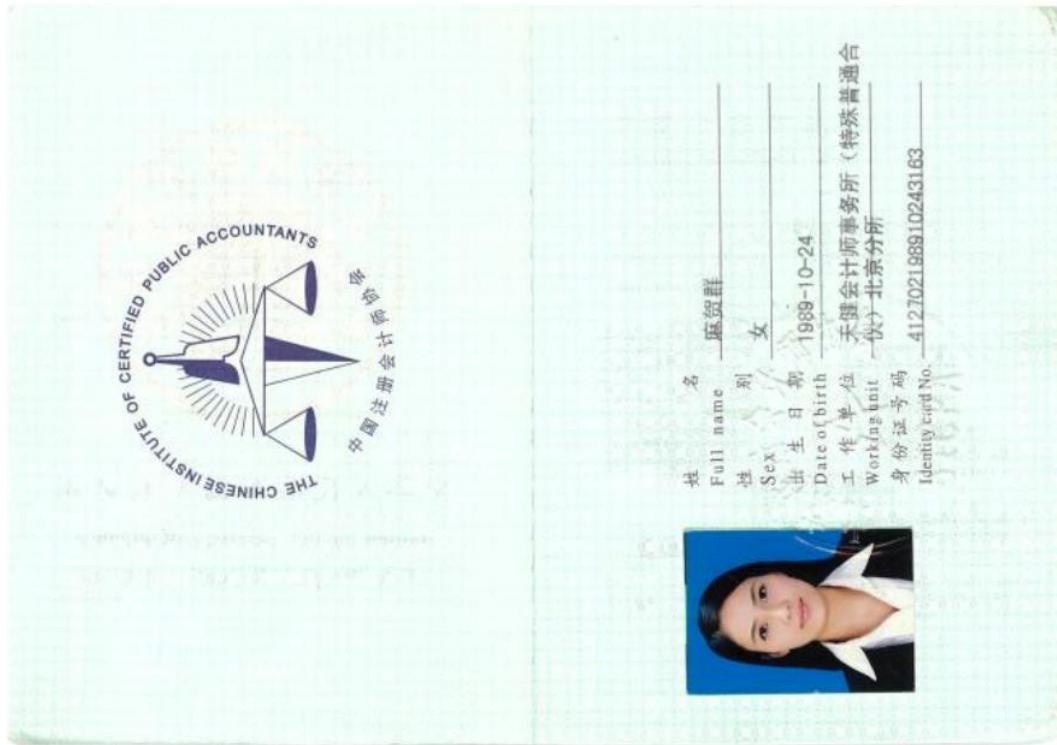 THE CHINESE INSTITUTE OF CERTIFIED PUBLIC ACCOUNTANTS
中国注册会计师协会
姓 名 麻贺群
Full name
性 别 女
Sex
出 生 日 期 1989-10-24
Date of birth
工 作 单 位 天健会计师事务所（特殊普通合
Working unit 伙）北京分所
身份证号码 412702198910243163
Identity card No.